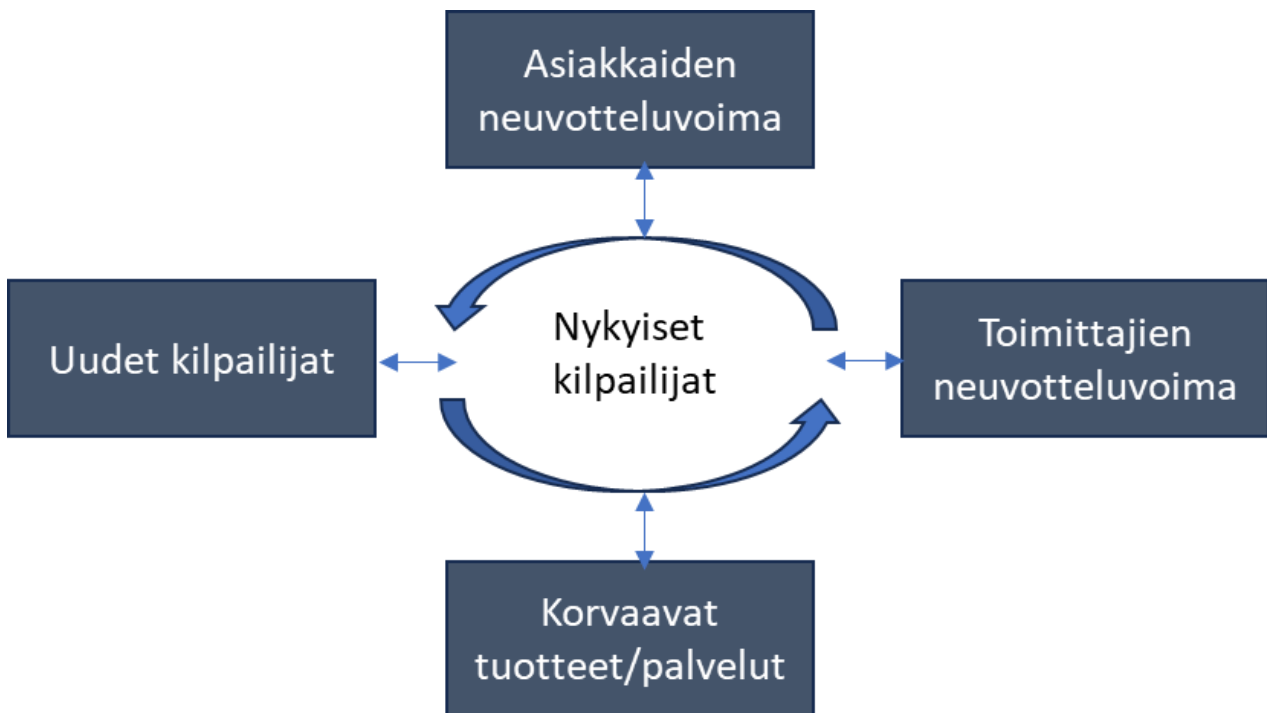 Asiakkaiden
neuvotteluvoima
Uudet kilpailijat
Nykyiset
kilpailijat
Toimittajien
neuvotteluvoima
Korvaavat
tuotteet/palvelut